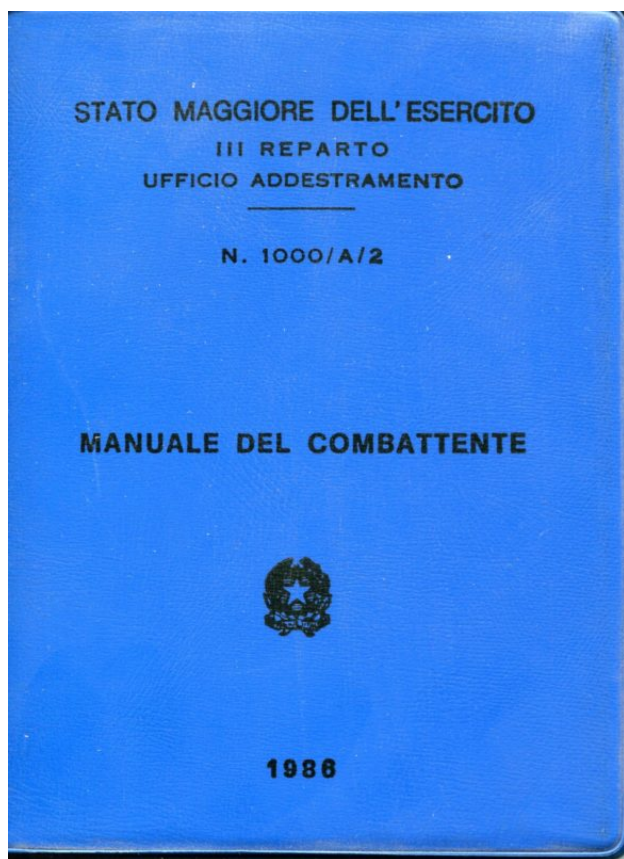 STATO MAGGIORE DELL'ESERCITO
III REPARTO
UFFICIO ADDESTRAMENTO
N. 1000/A/2
MANUALE DEL COMBATTENTE
1986